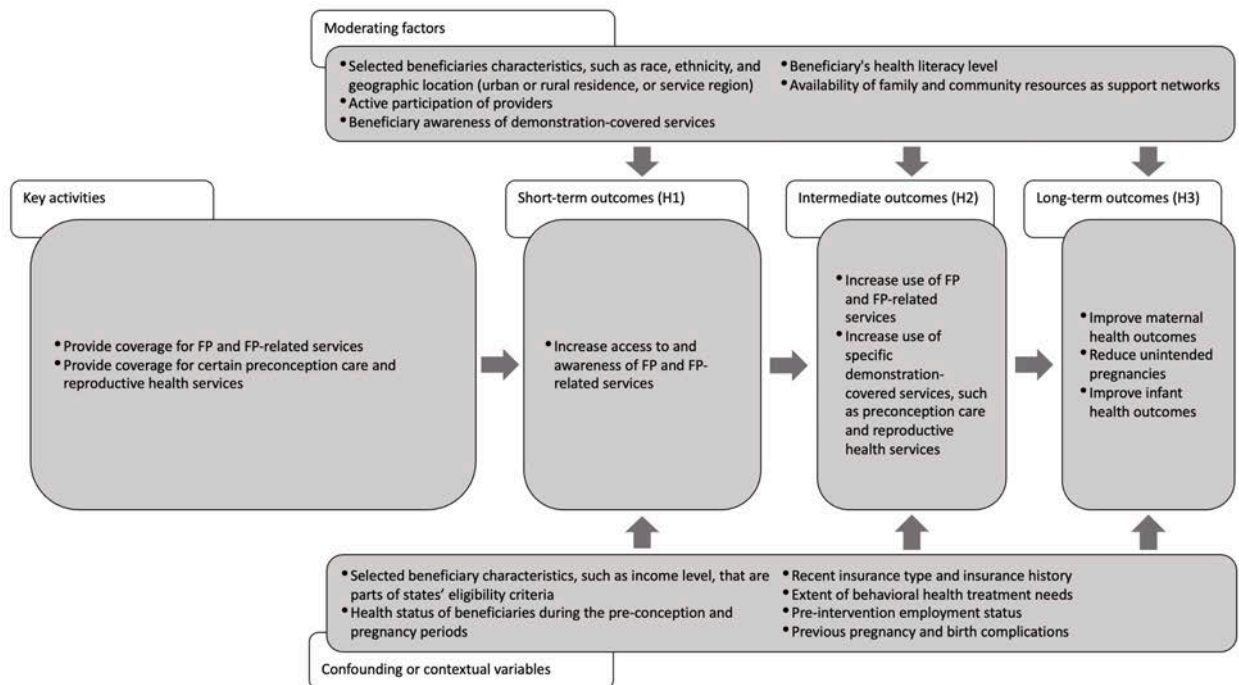 Moderating factors
• Selected beneficiaries characteristics, such as race, ethnicity, and
geographic location (urban or rural residence, or service region)
• Active participation of providers
• Beneficiary awareness of demonstration-covered services
• Beneficiary's health literacy level
• Availability of family and community resources as support networks
Key activities
• Provide coverage for FP and FP-related services
• Provide coverage for certain preconception care and
reproductive health services
Short-term outcomes (H1)
• Increase access to and
awareness of FP and FP-
related services
Intermediate outcomes (H2)
• Increase use of FP
and FP-related
services
• Increase use of
specific
demonstration-
covered services, such
as preconception care
and reproductive
health services
Long-term outcomes (H3)
• Improve maternal
health outcomes
• Reduce unintended
pregnancies
• Improve infant
health outcomes
• Selected beneficiary characteristics, such as income level, that are
parts of states' eligibility criteria
• Health status of beneficiaries during the pre-conception and
pregnancy periods
• Recent insurance type and insurance history
• Extent of behavioral health treatment needs
• Pre-intervention employment status
• Previous pregnancy and birth complications
Confounding or contextual variables